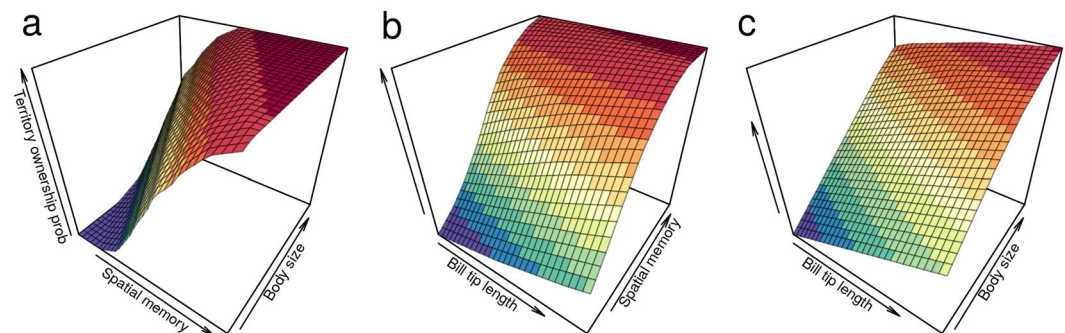 a
Territory ownership prob
Spatial memory
Body size
b
Bill tip length
Spatial memory
c
Bill tip length
Body size